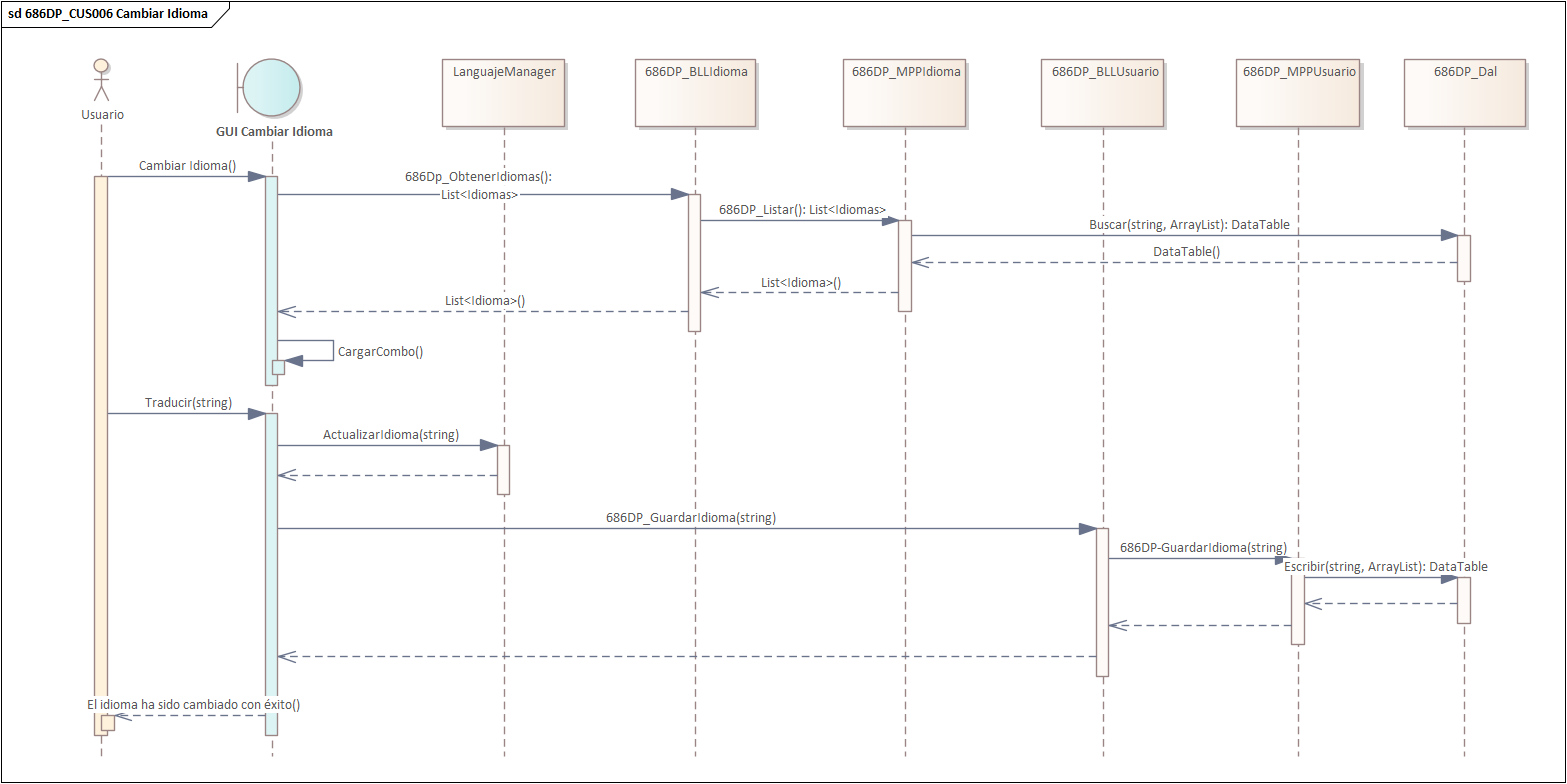 sd 686DP_CUS006 Cambiar Idioma
Usuario
GUI Cambiar Idioma
LanguajeManager
686DP_BLLIdioma
686DP_MPPIdioma
686DP_BLLUsuario
686DP_MPPUsuario
686DP_Dal
Cambiar Idioma()
686Dp_ObtenerIdiomas():
List<Idiomas>
686DP_Listar(): List<Idiomas>
Buscar(string, ArrayList): DataTable
DataTable()
List<Idioma>()
List<Idioma>()
CargarCombo()
Traducir(string)
ActualizarIdioma(string)
686DP_GuardarIdioma(string)
686DP-GuardarIdioma(string)
Escribir(string, ArrayList): DataTable
El idioma ha sido cambiado con éxito()